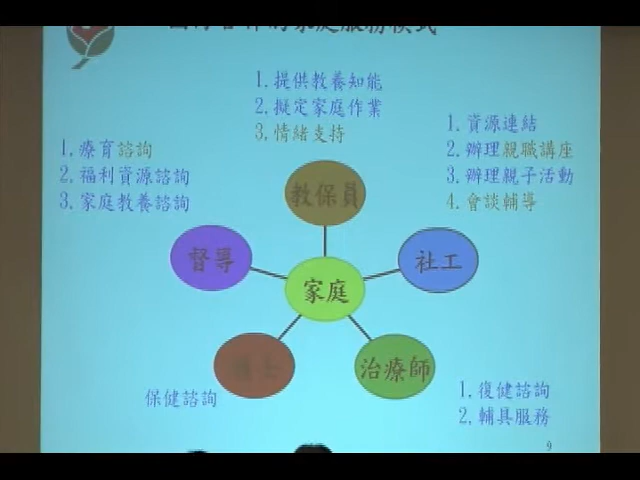 家庭服務模式
1. 提供教養知能
2. 擬定家庭作業
3. 情緒支持
1. 資源連結
2. 辦理親職講座
3. 辦理親子活動
4. 會談輔導
1. 療育諮詢
2. 福利資源諮詢
3. 家庭教養諮詢
教保員
督導
社工
家庭
治療師
保健諮詢
1. 復健諮詢
2. 輔具服務
9